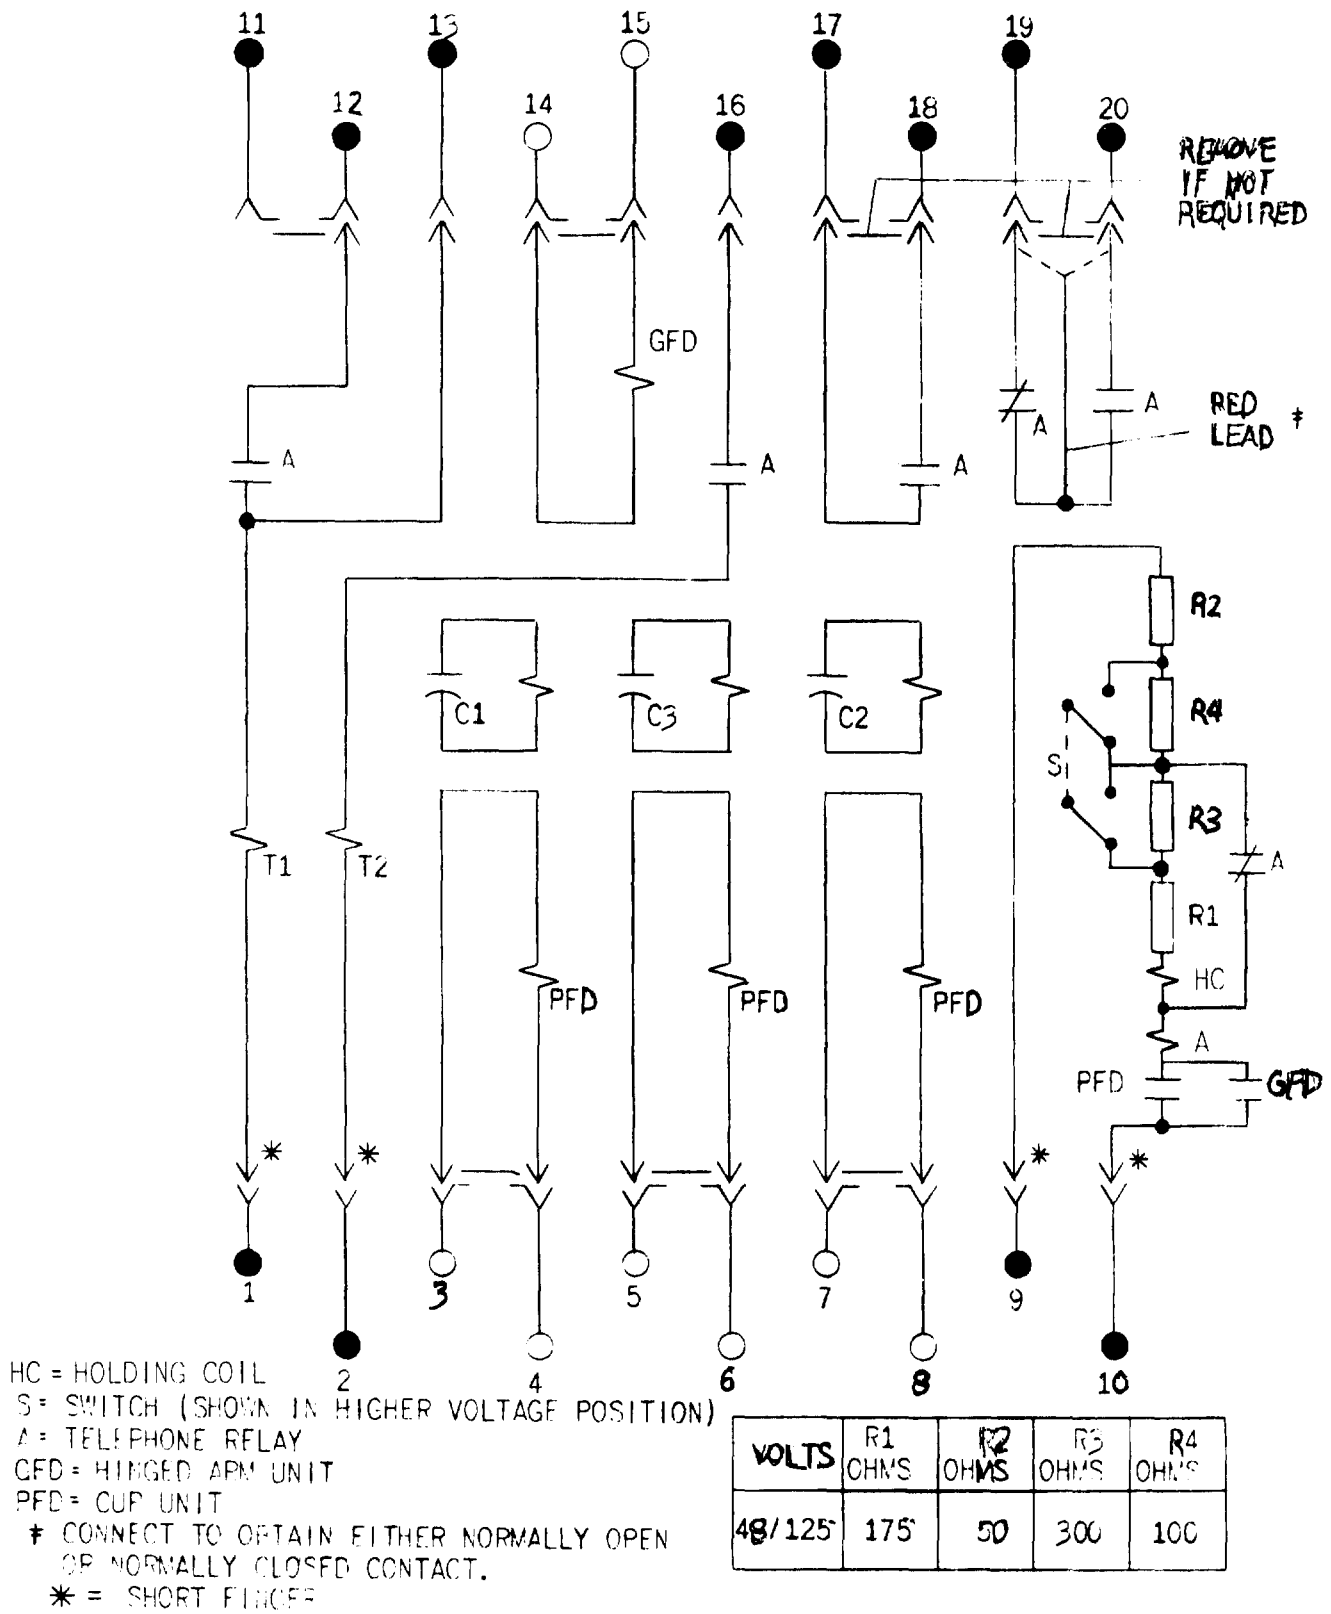 11
13
15
17
19
12
14
16
18
20
REMOVE
IF NOT
REQUIRED
GFD
A
A
A
A
A
RED ‡
LEAD
R2
C1
C3
C2
R4
S
R3
T1
T2
A
R1
HC
PFD
PFD
PFD
A
PFD
GFD
*
*
*
*
1
3
5
7
9
2
4
6
8
10
HC = HOLDING COIL
S = SWITCH (SHOWN IN HIGHER VOLTAGE POSITION)
A = TELEPHONE RELAY
GFD = HINGED ARM UNIT
PFD = CUP UNIT
‡ CONNECT TO OBTAIN EITHER NORMALLY OPEN
OR NORMALLY CLOSED CONTACT.
* = SHORT FINGER
VOLTS R1 OHMS R2 OHMS R3 OHMS R4 OHMS
48/125 175 50 300 100